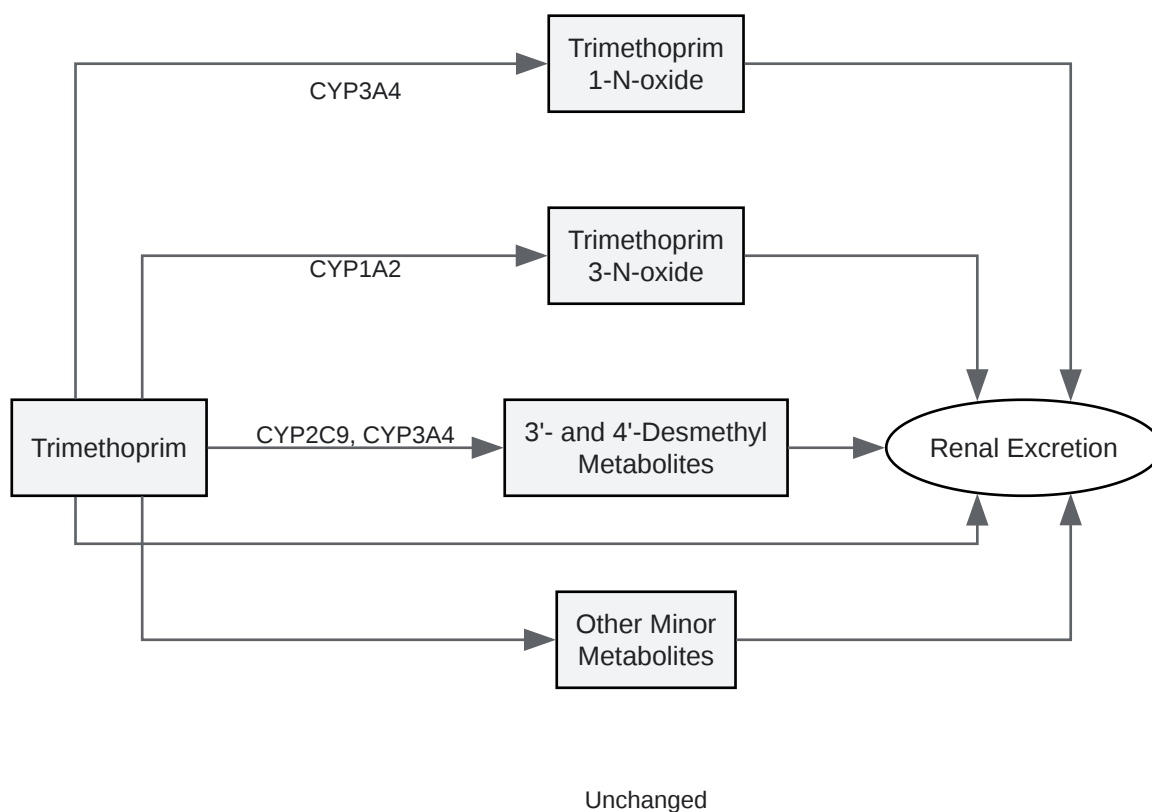 Trimethoprim
1-N-oxide
CYP3A4
Trimethoprim
3-N-oxide
CYP1A2
Trimethoprim
CYP2C9, CYP3A4
3'- and 4'-Desmethyl
Metabolites
Renal Excretion
Other Minor
Metabolites
Unchanged